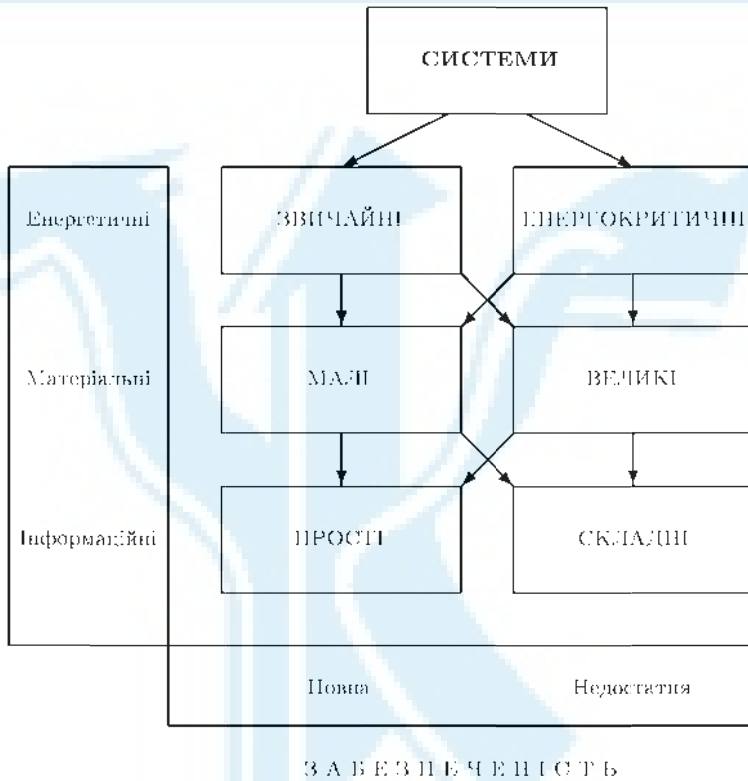 СИСТЕМИ
Енергетичні ЗВИЧАЙНІ ЕНЕРГОКРИТИЧНІ
Матеріальні МАЛІ ВЕЛИКІ
Інформаційні ПРОСТІ СКЛАДНІ
Повна Недостатня
ЗАБЕЗПЕЧЕНІСТЬ